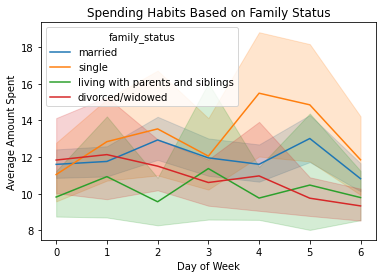 Spending Habits Based on Family Status
family_status
married
single
living with parents and siblings
divorced/widowed
Average Amount Spent
18
16
14
12
10
8
0 1 2 3 4 5 6
Day of Week